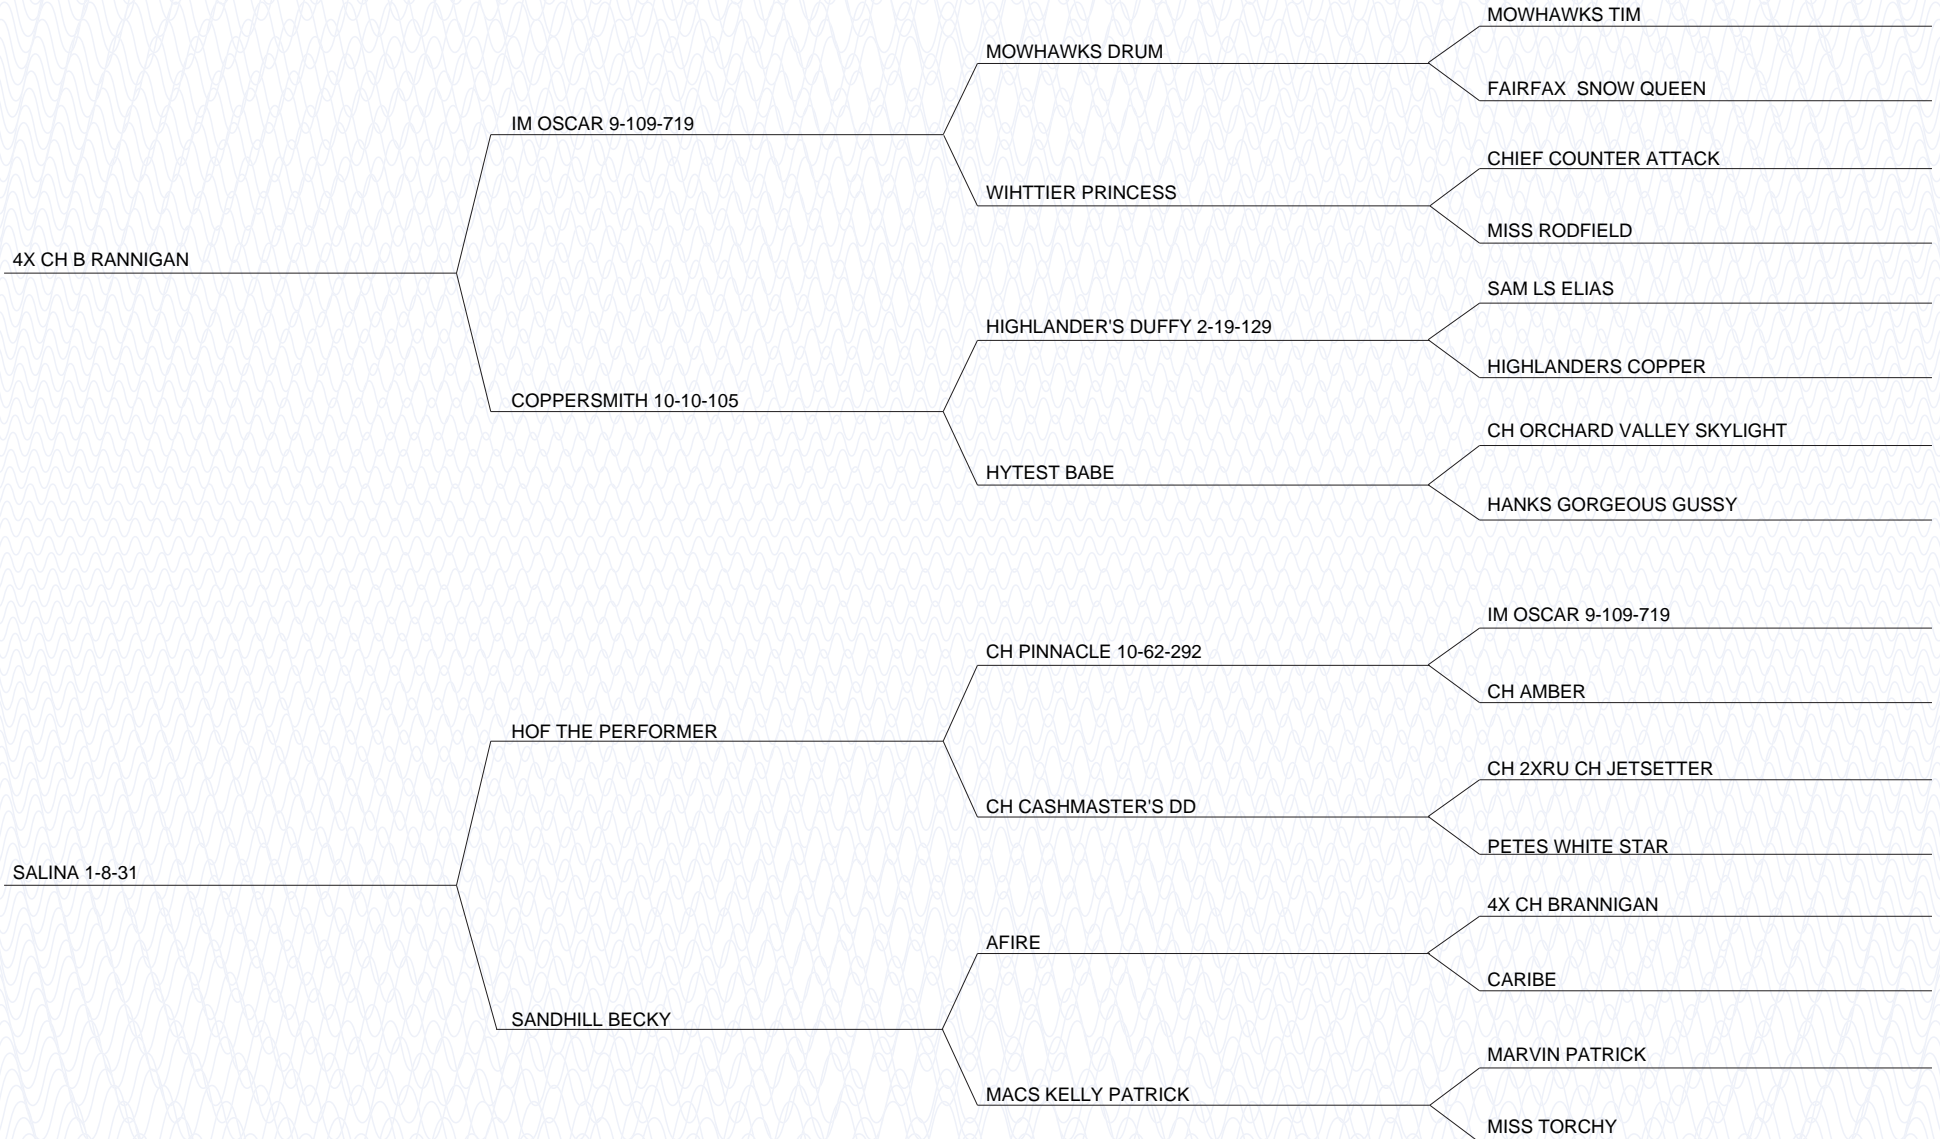 MOWHAWKS TIM
MOWHAWKS DRUM
FAIRFAX  SNOW QUEEN
IM OSCAR 9-109-719
CHIEF COUNTER ATTACK
WIHTTIER PRINCESS
MISS RODFIELD
4X CH B RANNIGAN
SAM LS ELIAS
HIGHLANDER'S DUFFY 2-19-129
HIGHLANDERS COPPER
COPPERSMITH 10-10-105
CH ORCHARD VALLEY SKYLIGHT
HYTEST BABE
HANKS GORGEOUS GUSSY
IM OSCAR 9-109-719
CH PINNACLE 10-62-292
CH AMBER
HOF THE PERFORMER
CH 2XRU CH JETSETTER
CH CASHMASTER'S DD
PETES WHITE STAR
SALINA 1-8-31
4X CH BRANNIGAN
AFIRE
CARIBE
SANDHILL BECKY
MARVIN PATRICK
MACS KELLY PATRICK
MISS TORCHY